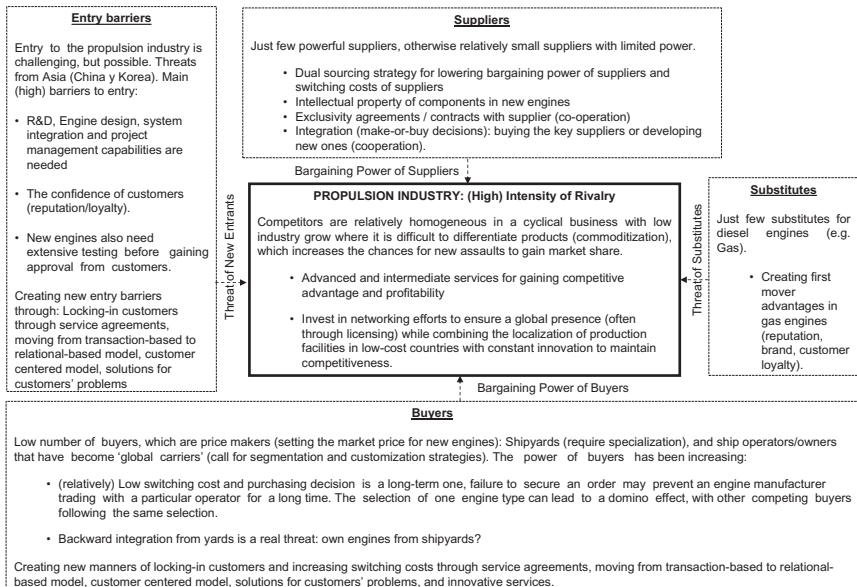 Entry barriers
Entry to the propulsion industry is
challenging, but possible. Threats
from Asia (China y Korea). Main
(high) barriers to entry:
• R&D, Engine design, system
integration and project
management capabilities are
needed
• The confidence of customers
(reputation/loyalty).
• New engines also need
extensive testing before gaining
approval from customers.
Creating new entry barriers
through: Locking-in customers
through service agreements,
moving from transaction-based to
relational-based model, customer
centered model, solutions for
customers' problems
Suppliers
Just few powerful suppliers, otherwise relatively small suppliers with limited power.
• Dual sourcing strategy for lowering bargaining power of suppliers and
switching costs of suppliers
• Intellectual property of components in new engines
• Exclusivity agreements / contracts with supplier (co-operation)
• Integration (make-or-buy decisions): buying the key suppliers or developing
new ones (cooperation).
Bargaining Power of Suppliers
Threat of New Entrants
PROPULSION INDUSTRY: (High) Intensity of Rivalry
Competitors are relatively homogeneous in a cyclical business with low
industry grow where it is difficult to differentiate products (commoditization),
which increases the chances for new assaults to gain market share.
• Advanced and intermediate services for gaining competitive
advantage and profitability
• Invest in networking efforts to ensure a global presence (often
through licensing) while combining the localization of production
facilities in low-cost countries with constant innovation to maintain
competitiveness.
Threat of Substitutes
Substitutes
Just few substitutes for
diesel engines (e.g.
Gas).
• Creating first
mover
advantages in
gas engines
(reputation,
brand, customer
loyalty).
Bargaining Power of Buyers
Buyers
Low number of buyers, which are price makers (setting the market price for new engines): Shipyards (require specialization), and ship operators/owners
that have become 'global carriers' (call for segmentation and customization strategies). The power of buyers has been increasing:
• (relatively) Low switching cost and purchasing decision is a long-term one, failure to secure an order may prevent an engine manufacturer
trading with a particular operator for a long time. The selection of one engine type can lead to a domino effect, with other competing buyers
following the same selection.
• Backward integration from yards is a real threat: own engines from shipyards?
Creating new manners of locking-in customers and increasing switching costs through service agreements, moving from transaction-based to relational-
based model, customer centered model, solutions for customers' problems, and innovative services.